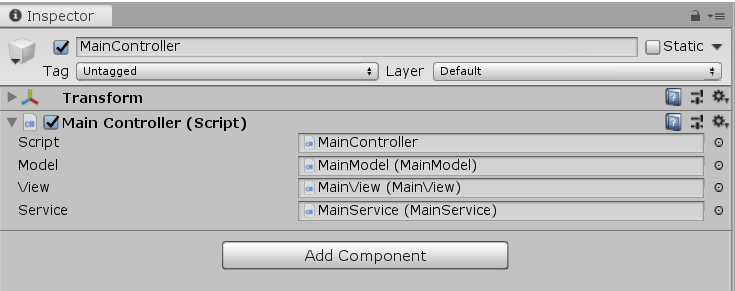 Inspector
MainController Static
Tag Untagged Layer Default
Transform
Main Controller (Script)
Script MainController
Model MainModel (MainModel)
View MainView (MainView)
Service MainService (MainService)
Add Component